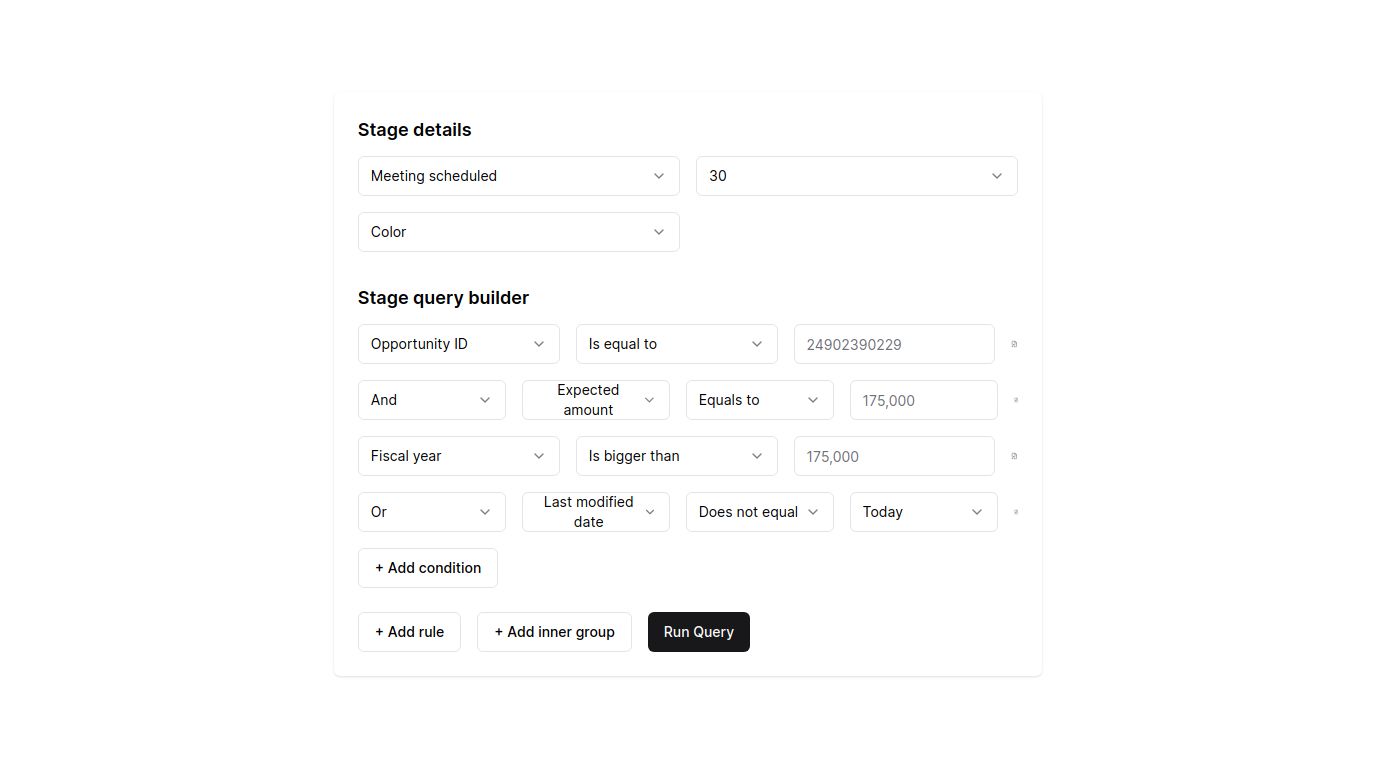 Stage details
Meeting scheduled
30
Color
Stage query builder
Opportunity ID
Is equal to
24902390229
And
Expected
amount
Equals to
175,000
Fiscal year
Is bigger than
175,000
Or
Last modified
date
Does not equal
Today
+ Add condition
+ Add rule
+ Add inner group
Run Query